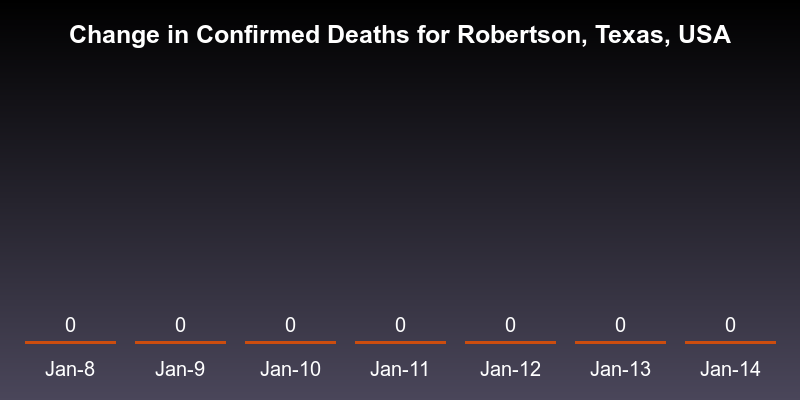 Change in Confirmed Deaths for Robertson, Texas, USA
0 0 0 0 0 0 0
Jan-8 Jan-9 Jan-10 Jan-11 Jan-12 Jan-13 Jan-14